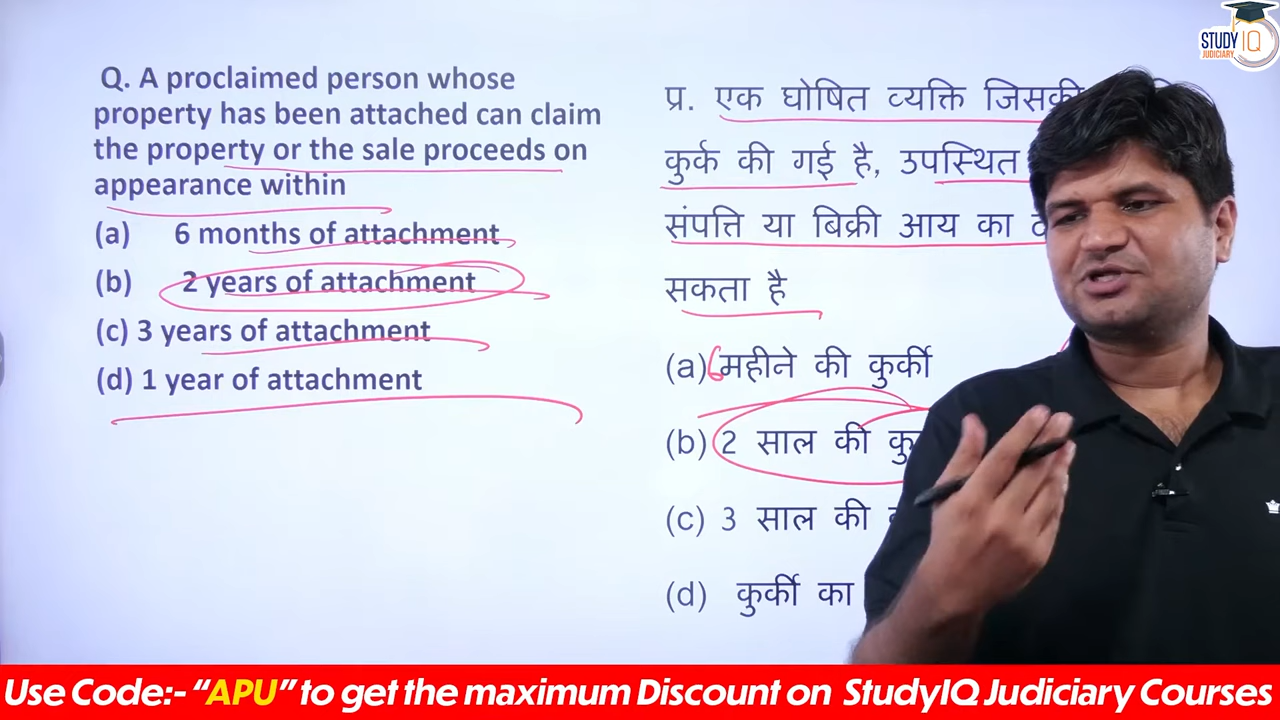 STUDY IQ
JUDICIARY
Q. A proclaimed person whose
property has been attached can claim
the property or the sale proceeds on
appearance within
(a) 6 months of attachment
(b) 2 years of attachment
(c) 3 years of attachment
(d) 1 year of attachment
प्र. एक घोषित व्यक्ति जिसकी
कुर्क की गई है, उपस्थित
संपत्ति या बिक्री आय का
सकता है
(a) 6 महीने की कुर्की
(b) 2 साल की
(c) 3 साल की
(d) कुर्की का
Use Code:- “APU” to get the maximum Discount on StudyIQ Judiciary Courses